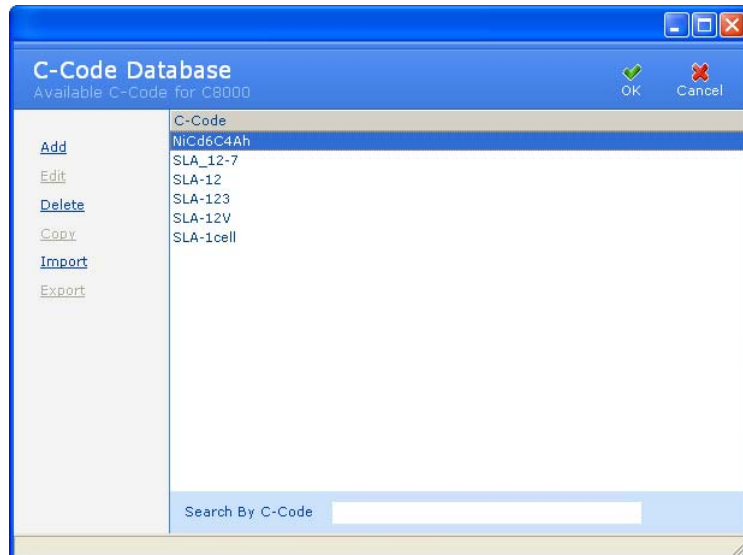 C-Code Database
Available C-Code for C8000
OK
Cancel
Add
Edit
Delete
Copy
Import
Export
C-Code
NiCd6C4Ah
SLA_12-7
SLA-12
SLA-123
SLA-12V
SLA-1cell
Search By C-Code